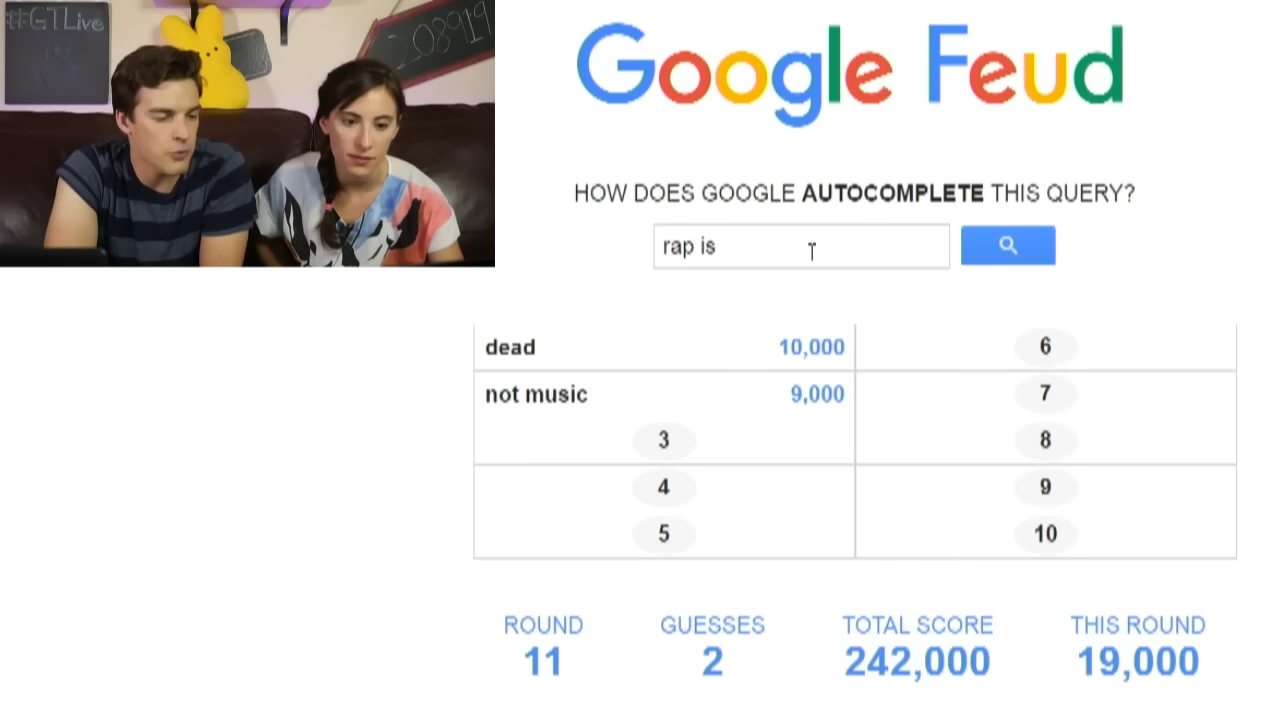 #GTLive
108919
Google Feud
HOW DOES GOOGLE AUTOCOMPLETE THIS QUERY?
rap is
dead 10,000 6
not music 9,000 7
3 8
4 9
5 10
ROUND GUESSES TOTAL SCORE THIS ROUND
11 2 242,000 19,000